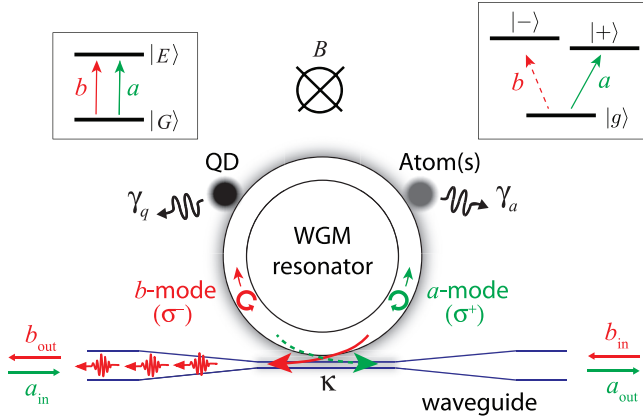 |E⟩
b a
|G⟩
B
|−⟩
|+⟩
b
a
|g⟩
QD
Atom(s)
γq
γa
WGM
resonator
b-mode
(σ−)
a-mode
(σ+)
bout
ain
κ
bin
aout
waveguide